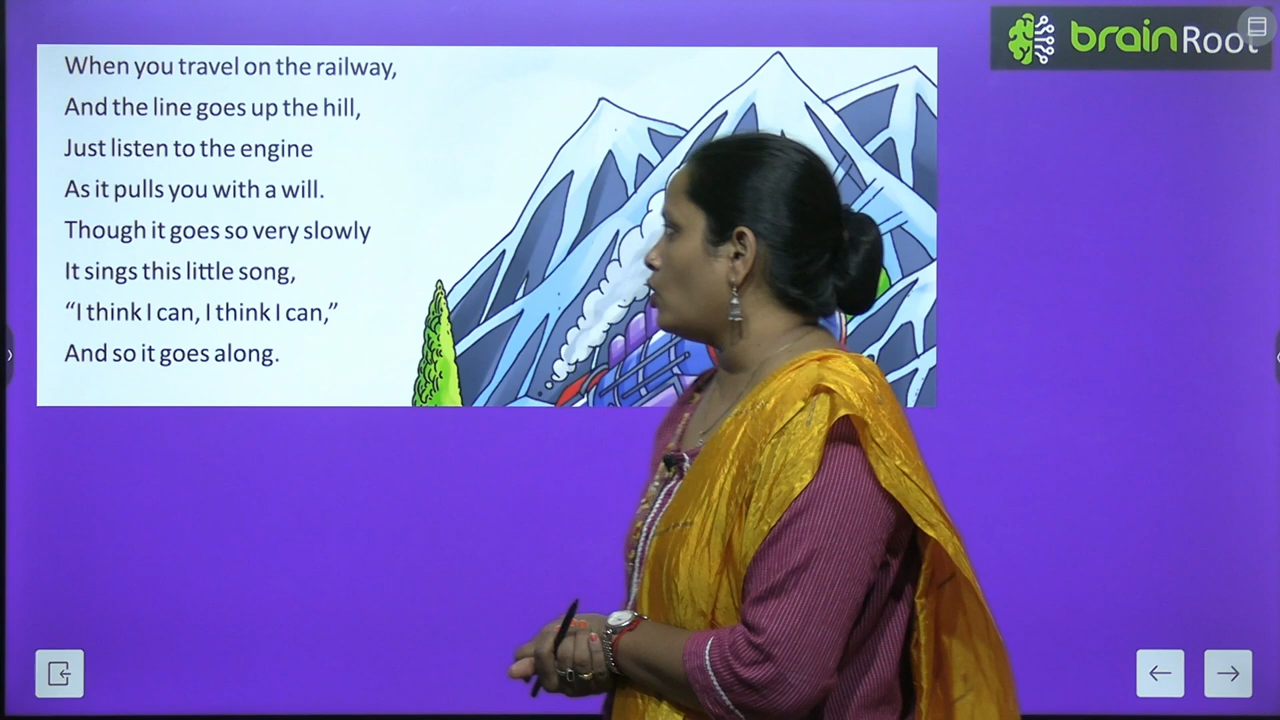 When you travel on the railway,
And the line goes up the hill,
Just listen to the engine
As it pulls you with a will.
Though it goes so very slowly
It sings this little song,
“I think I can, I think I can,”
And so it goes along.
brainRoot